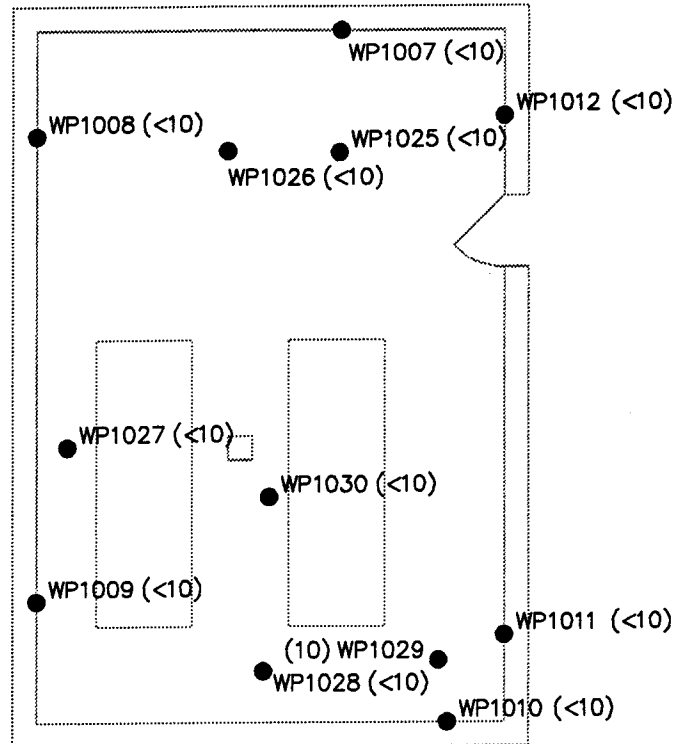 WP1007 (<10)
WP1012 (<10)
WP1008 (<10)
WP1025 (<10)
WP1026 (<10)
WP1027 (<10)
WP1030 (<10)
WP1009 (<10)
WP1011 (<10)
(10) WP1029
WP1028 (<10)
WP1010 (<10)